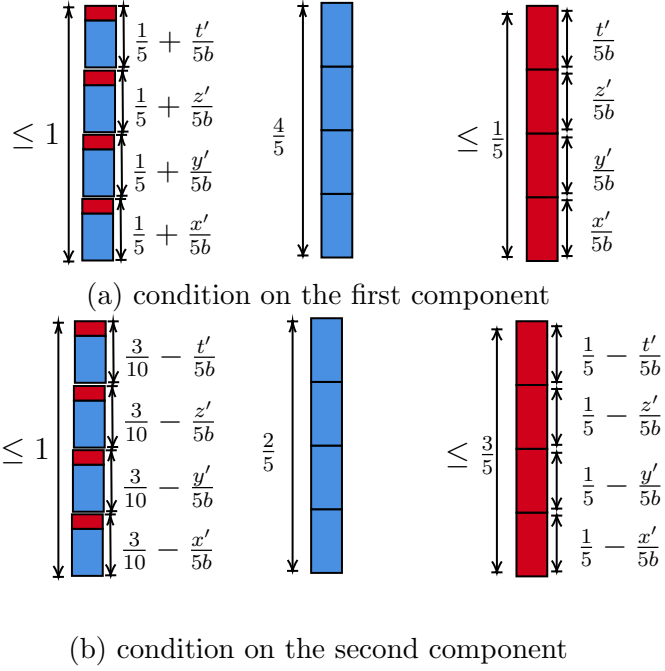 ≤ 1
1/5 + t′/5b
1/5 + z′/5b
1/5 + y′/5b
1/5 + x′/5b
4/5
≤ 1/5
t′/5b
z′/5b
y′/5b
x′/5b
(a) condition on the first component
≤ 1
3/10 − t′/5b
3/10 − z′/5b
3/10 − y′/5b
3/10 − x′/5b
2/5
≤ 3/5
1/5 − t′/5b
1/5 − z′/5b
1/5 − y′/5b
1/5 − x′/5b
(b) condition on the second component